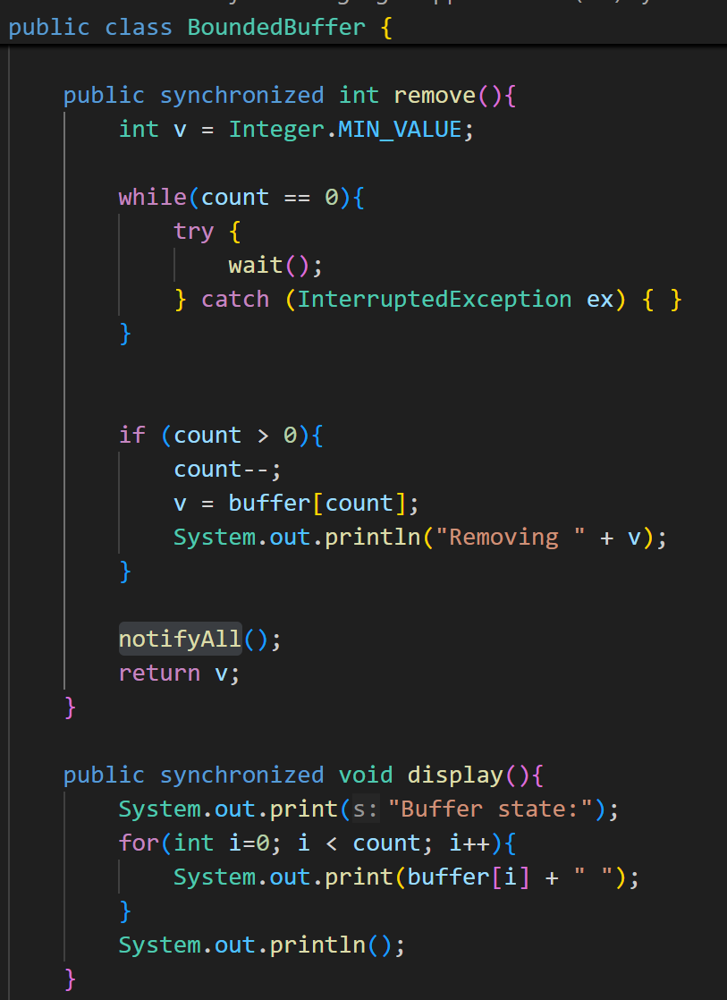 public class BoundedBuffer {
public synchronized int remove(){
int v = Integer.MIN_VALUE;
while(count == 0){
try {
wait();
} catch (InterruptedException ex) { }
}
if (count > 0){
count--;
v = buffer[count];
System.out.println("Removing " + v);
}
notifyAll();
return v;
}
public synchronized void display(){
System.out.print(s: "Buffer state:");
for(int i=0; i < count; i++){
System.out.print(buffer[i] + " ");
}
System.out.println();
}